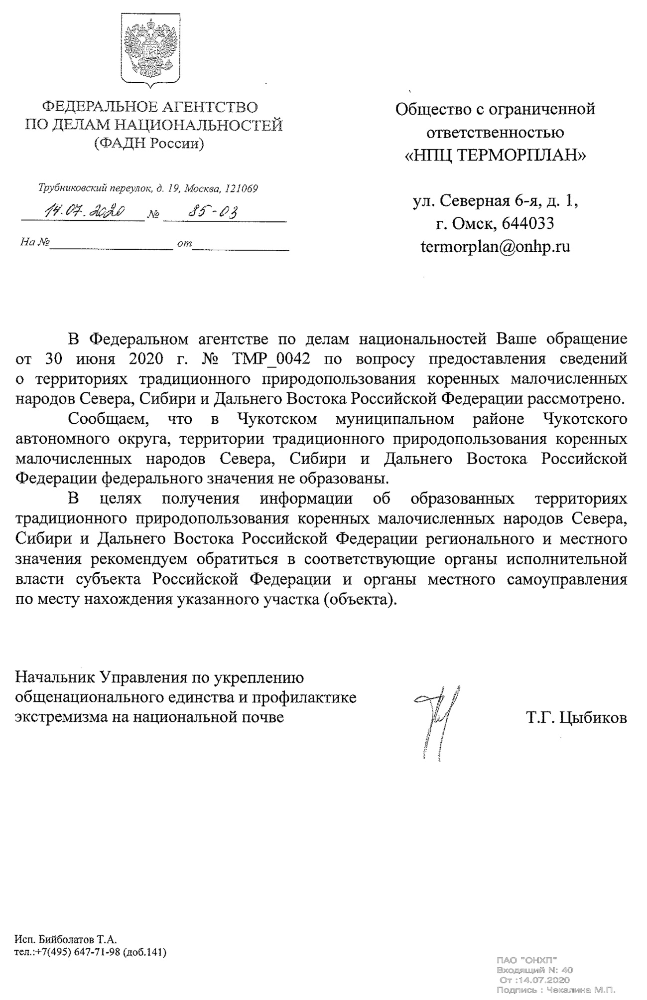 ФЕДЕРАЛЬНОЕ АГЕНТСТВО
ПО ДЕЛАМ НАЦИОНАЛЬНОСТЕЙ
(ФАДН России)
Трубниковский переулок, д. 19, Москва, 121069
14.07.2020 № 85-03
На № от
Общество с ограниченной
ответственностью
«НПЦ ТЕРМОРПЛАН»
ул. Северная 6-я, д. 1,
г. Омск, 644033
termorplan@onhp.ru
В Федеральном агентстве по делам национальностей Ваше обращение
от 30 июня 2020 г. № ТМР_0042 по вопросу предоставления сведений
о территориях традиционного природопользования коренных малочисленных
народов Севера, Сибири и Дальнего Востока Российской Федерации рассмотрено.
Сообщаем, что в Чукотском муниципальном районе Чукотского
автономного округа, территории традиционного природопользования коренных
малочисленных народов Севера, Сибири и Дальнего Востока Российской
Федерации федерального значения не образованы.
В целях получения информации об образованных территориях
традиционного природопользования коренных малочисленных народов Севера,
Сибири и Дальнего Востока Российской Федерации регионального и местного
значения рекомендуем обратиться в соответствующие органы исполнительной
власти субъекта Российской Федерации и органы местного самоуправления
по месту нахождения указанного участка (объекта).
Начальник Управления по укреплению
общенационального единства и профилактике
экстремизма на национальной почве
Т.Г. Цыбиков
Исп. Бийболатов Т.А.
тел.:+7(495) 647-71-98 (доб.141)
ПАО "ОНХП"
Входящий N: 40
От :14.07.2020
Подпись : Чекалина М.П.